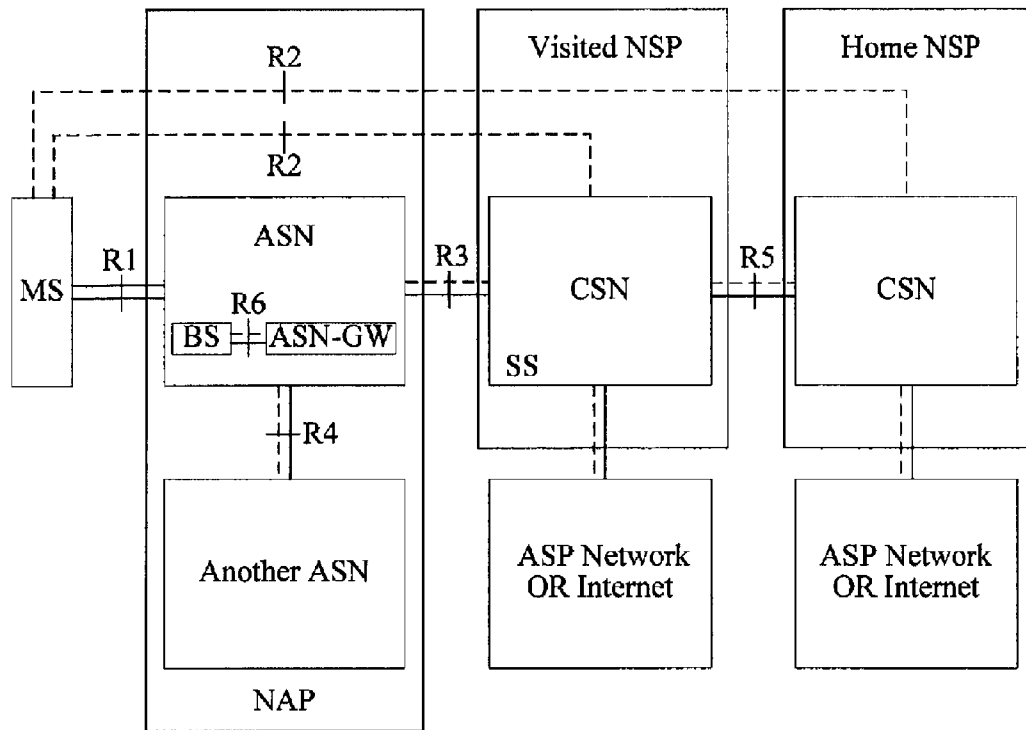 R2
Visited NSP
Home NSP
R2
MS
R1
ASN
R3
CSN
R5
CSN
R6
BS
ASN-GW
SS
R4
Another ASN
ASP Network
OR Internet
ASP Network
OR Internet
NAP